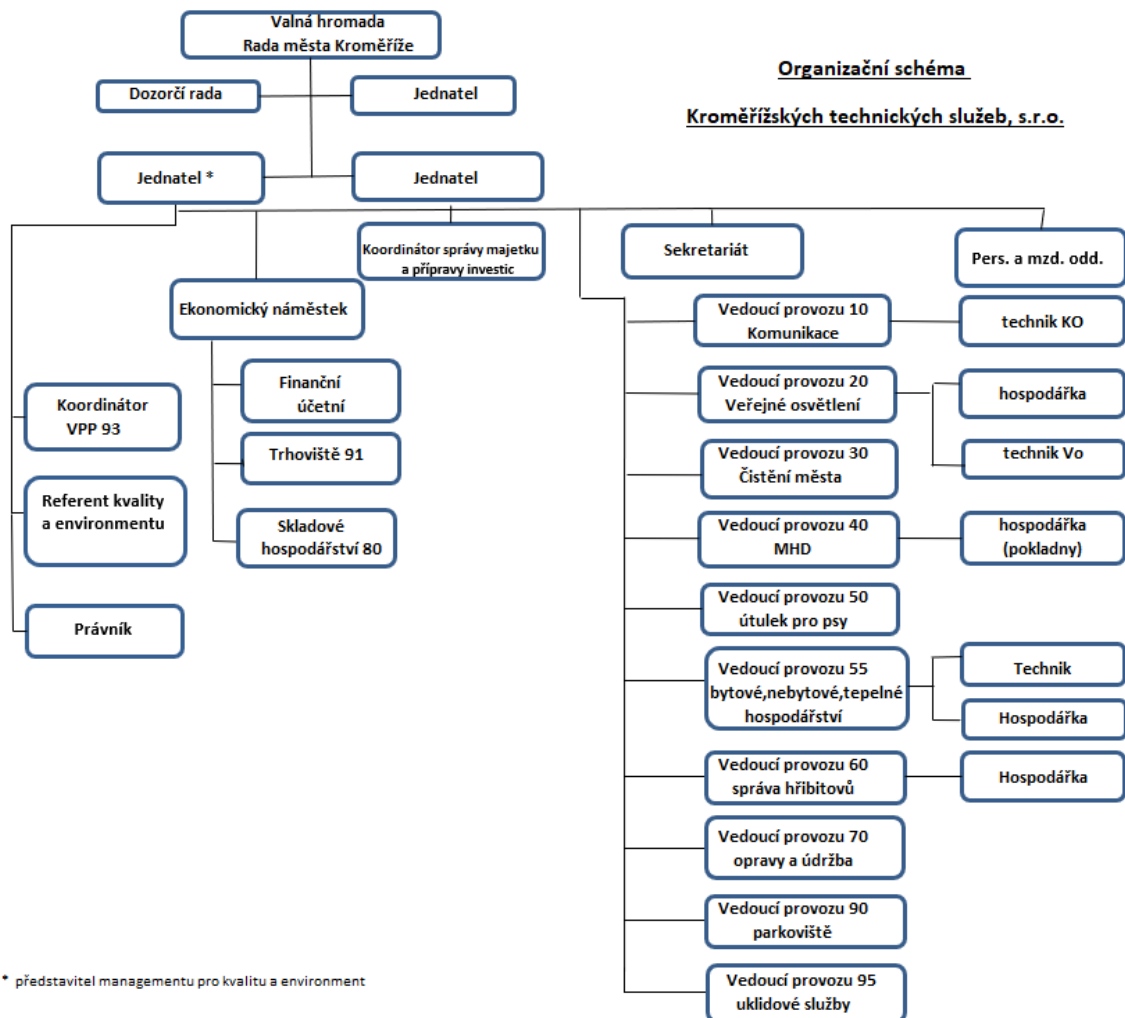 Valná hromada
Rada města Kroměříže
Organizační schéma
Kroměřížských technických služeb, s.r.o.
Dozorčí rada
Jednatel
Jednatel *
Jednatel
Koordinátor správy majetku
a přípravy investic
Sekretariát
Pers. a mzd. odd.
Ekonomický náměstek
Finanční
účetní
Trhoviště 91
Skladové
hospodářství 80
Koordinátor
VPP 93
Referent kvality
a environmentu
Právník
Vedoucí provozu 10
Komunikace
technik KO
Vedoucí provozu 20
Veřejné osvětlení
hospodářka
technik Vo
Vedoucí provozu 30
Čistění města
Vedoucí provozu 40
MHD
hospodářka
(pokladny)
Vedoucí provozu 50
útulek pro psy
Vedoucí provozu 55
bytové,nebytové,tepelné
hospodářství
Technik
Hospodářka
Vedoucí provozu 60
správa hřibitovů
Hospodářka
Vedoucí provozu 70
opravy a údržba
Vedoucí provozu 90
parkoviště
Vedoucí provozu 95
uklidové služby
* představitel managementu pro kvalitu a environment